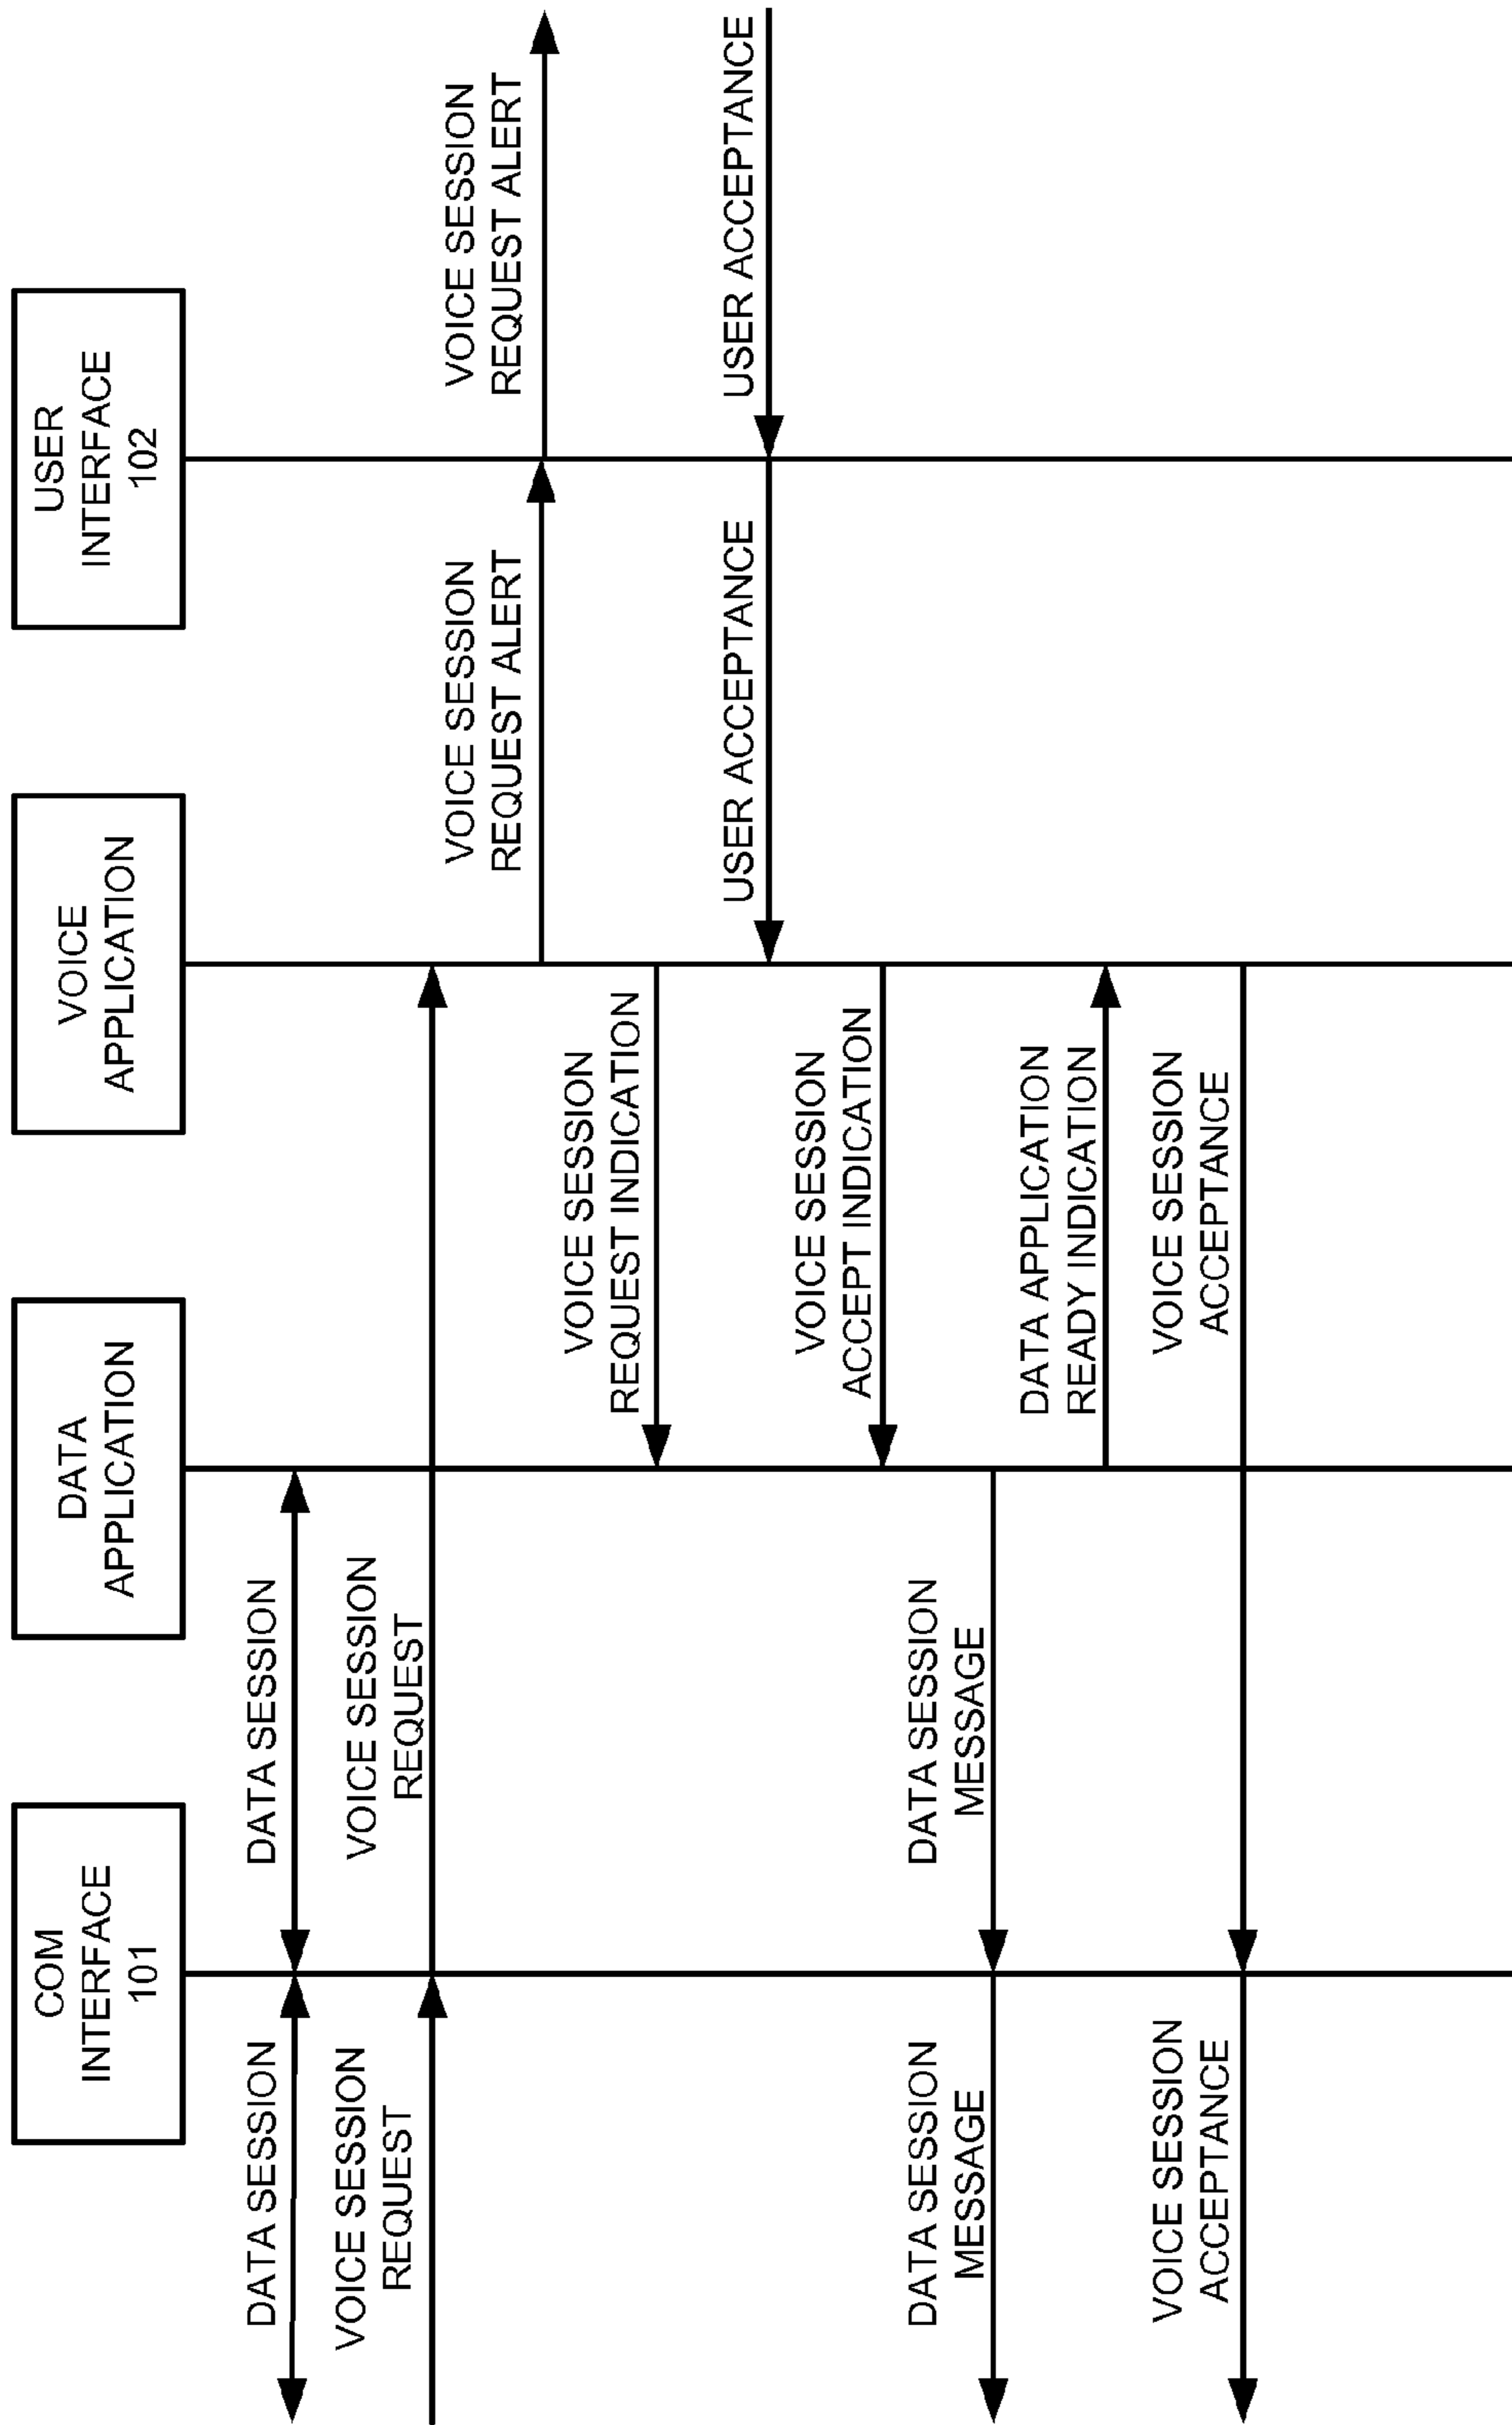 COM
INTERFACE
101
DATA
APPLICATION
VOICE
APPLICATION
USER
INTERFACE
102
DATA SESSION
DATA SESSION
VOICE SESSION
REQUEST
VOICE SESSION
REQUEST
VOICE SESSION
REQUEST ALERT
VOICE SESSION
REQUEST ALERT
VOICE SESSION
REQUEST INDICATION
USER ACCEPTANCE
USER ACCEPTANCE
VOICE SESSION
ACCEPT INDICATION
DATA SESSION
MESSAGE
DATA SESSION
MESSAGE
DATA APPLICATION
READY INDICATION
VOICE SESSION
ACCEPTANCE
VOICE SESSION
ACCEPTANCE